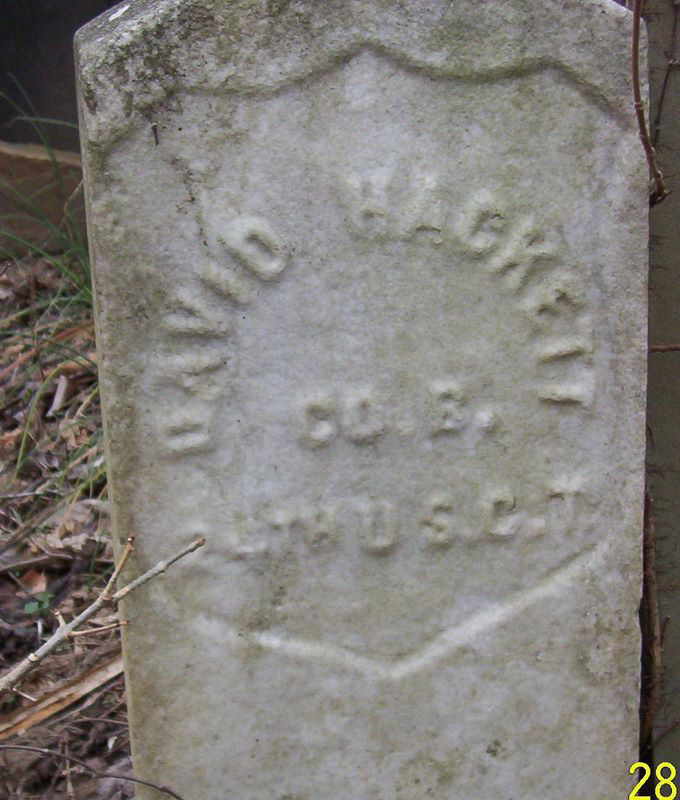 DAVID HACKETT
CO. E.
U.S.C.T.
28